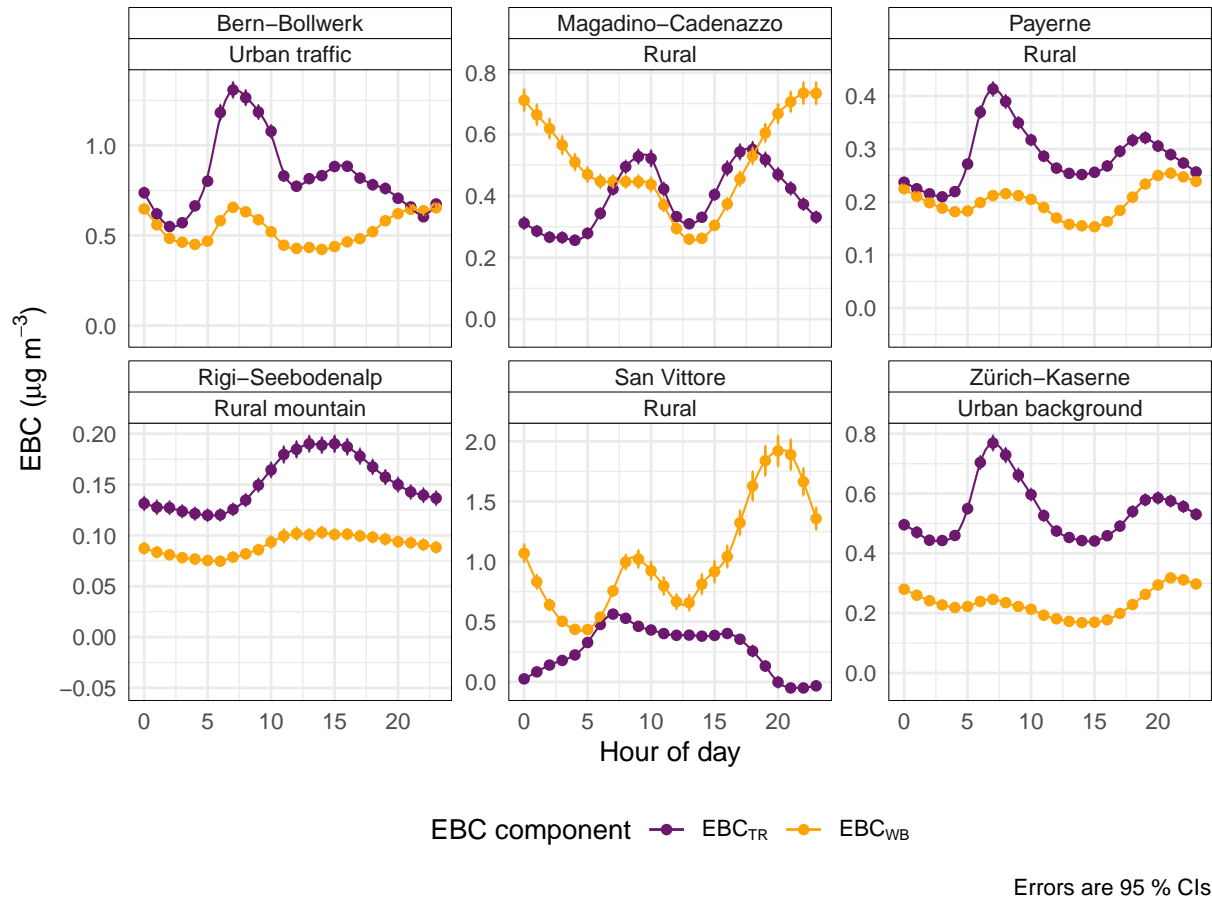 Bern−Bollwerk
Urban traffic
Magadino−Cadenazzo
Rural
Payerne
Rural
0.0
0.5
1.0
0.0
0.2
0.4
0.6
0.8
0.0
0.1
0.2
0.3
0.4
Rigi−Seebodenalp
Rural mountain
San Vittore
Rural
Zürich−Kaserne
Urban background
−0.05
0.00
0.05
0.10
0.15
0.20
0.0
0.5
1.0
1.5
2.0
0.0
0.2
0.4
0.6
0.8
0 5 10 15 20
0 5 10 15 20
0 5 10 15 20
EBC (μg m⁻³)
Hour of day
EBC component EBC_TR EBC_WB
Errors are 95 % CIs